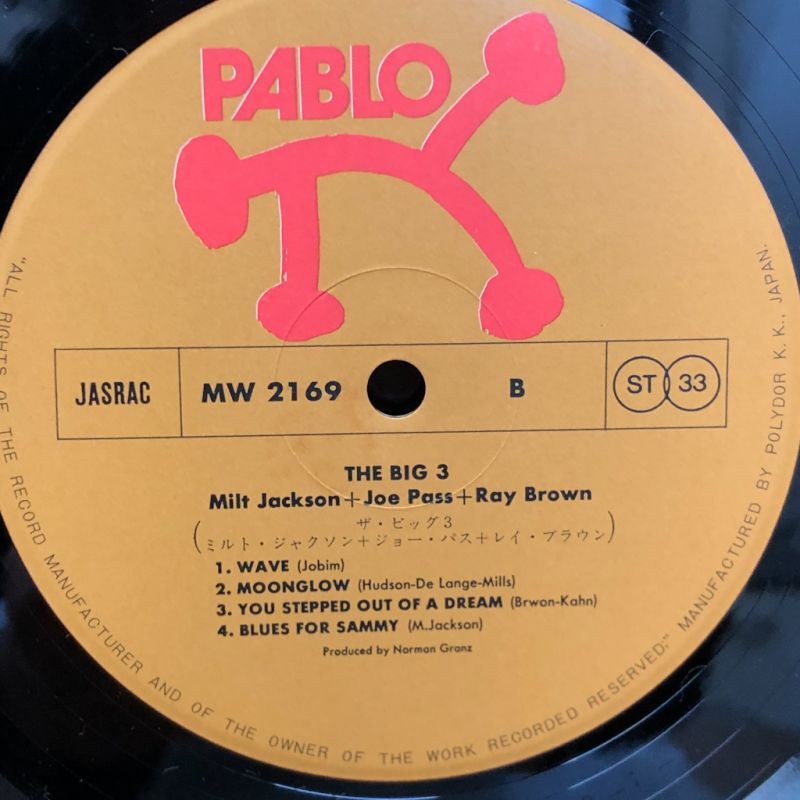 PABLO
JASRAC
MW 2169
B
ST 33
THE BIG 3
Milt Jackson+Joe Pass+Ray Brown
(ザ・ビッグ3
ミルト・ジャクソン+ジョー・パス+レイ・ブラウン)
1. WAVE (Jobim)
2. MOONGLOW (Hudson-De Lange-Mills)
3. YOU STEPPED OUT OF A DREAM (Brwon-Kahn)
4. BLUES FOR SAMMY (M.Jackson)
Produced by Norman Granz
"ALL RIGHTS OF THE RECORD MANUFACTURER AND OF THE OWNER OF THE WORK RECORDED RESERVED." MANUFACTURED BY POLYDOR K. K., JAPAN.